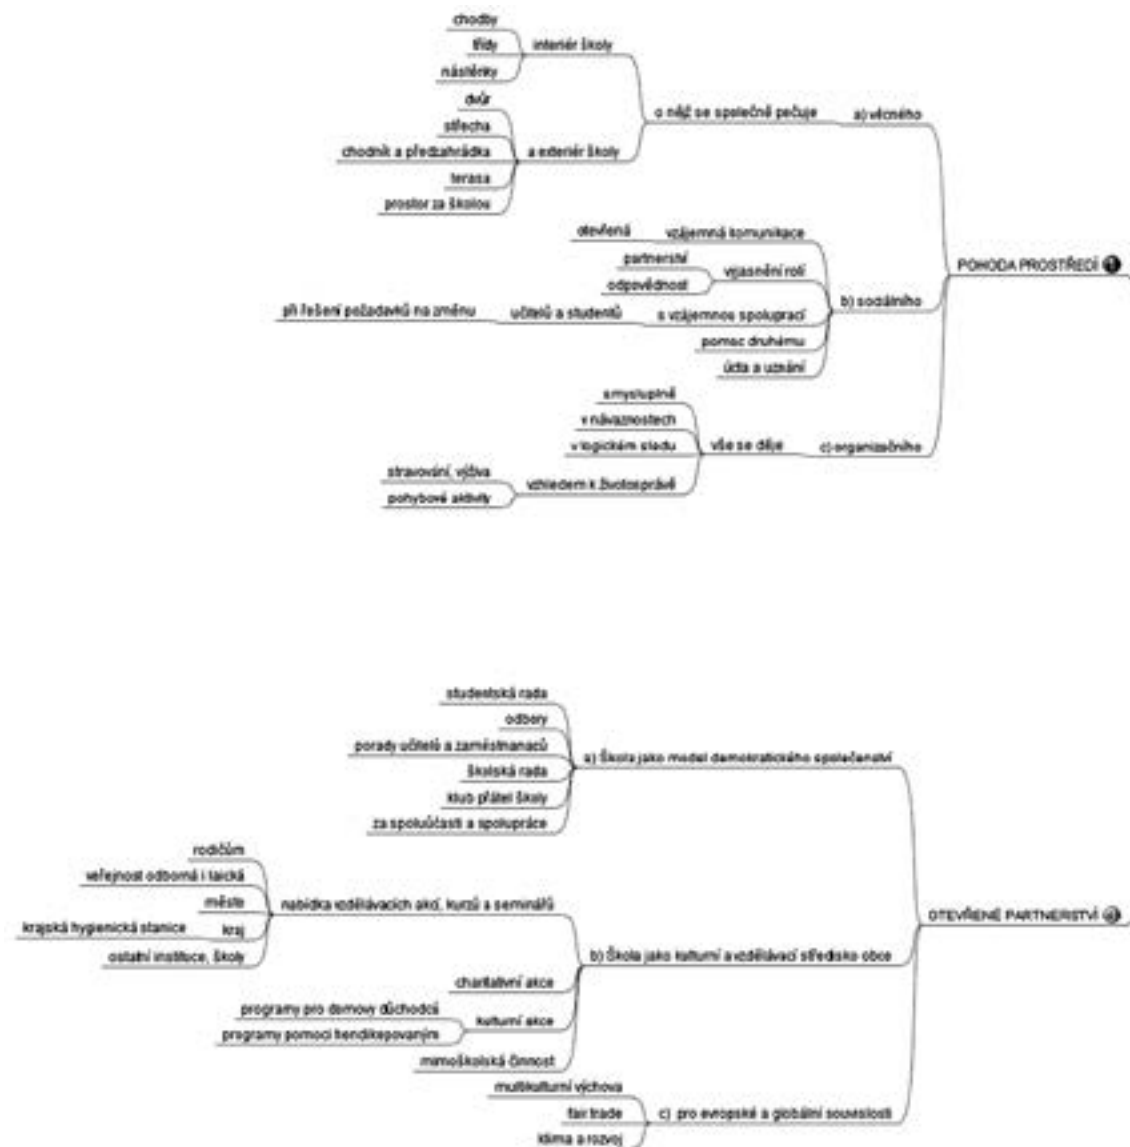 chodby
třídy
nástěnky
interiér školy
dvůr
střecha
chodník a předzahrádka
terasa
prostor za školou
a exteriér školy
o nějž se společně pečuje
a) věcného
otevřená
vzájemná komunikace
partnerství
odpovědnost
vyjasnění rolí
při řešení požadavků na změnu
učitelů a studentů
s vzájemnou spoluprací
pomoc druhému
úcta a uznání
b) sociálního
POHODA PROSTŘEDÍ
smysluplně
v návaznostech
v logickém sledu
stravování, výživa
pohybové aktivity
vzhledem k životosprávě
vše se děje
c) organizačního
studentská rada
odbory
porady učitelů a zaměstnanaců
školská rada
klub přátel školy
za spoluúčasti a spolupráce
a) Škola jako model demokratického společenství
rodičům
veřejnost odborná i laická
město
krajská hygienická stanice
kraj
ostatní instituce, školy
nabídka vzdělávacích akcí, kurzů a seminářů
charitativní akce
programy pro domovy důchodců
programy pomoci hendikepovaným
kulturní akce
mimoškolská činnost
b) Škola jako kulturní a vzdělávací středisko obce
OTEVŘENÉ PARTNERSTVÍ
multikulturní výchova
fair trade
klima a rozvoj
c) pro evropské a globální souvislosti